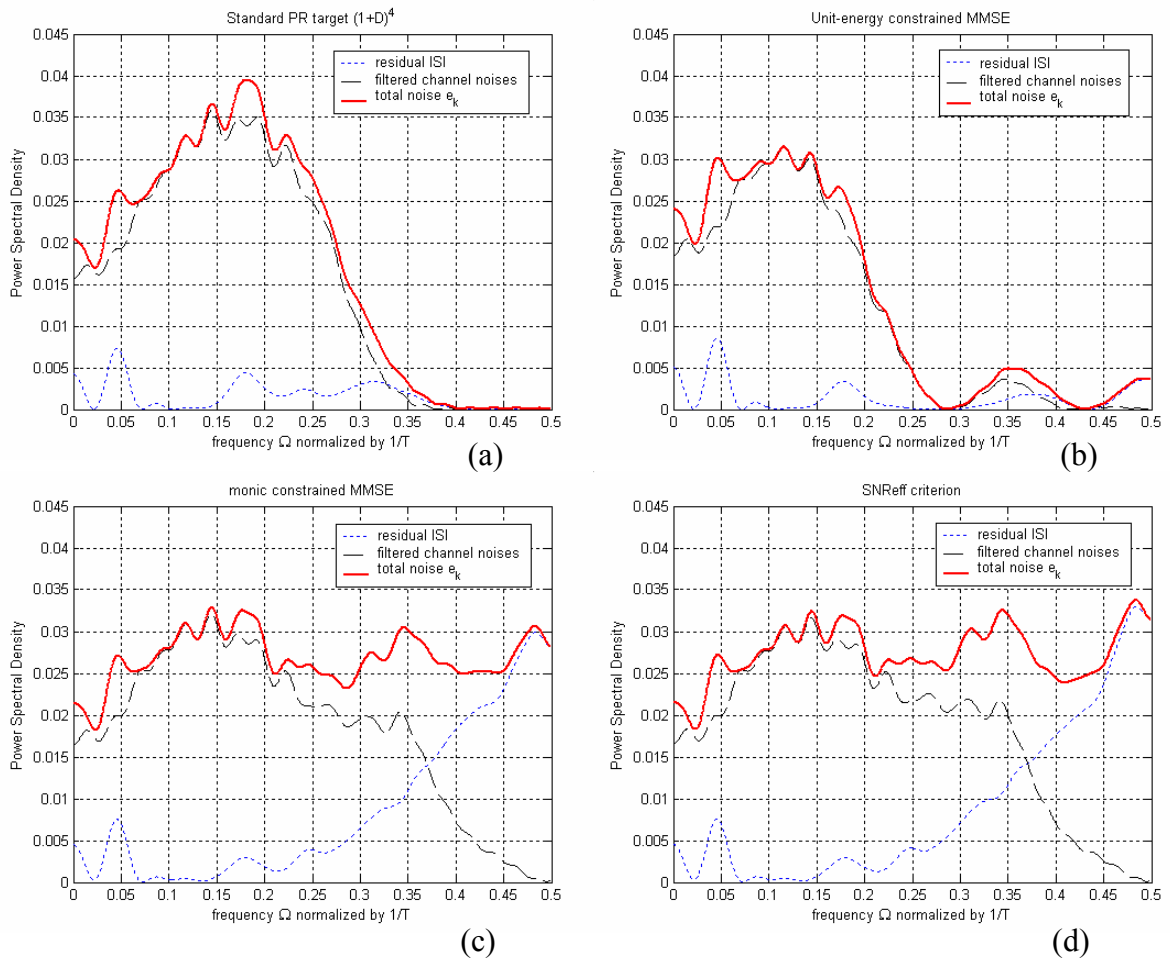 Standard PR target (1+D)^4
0.045
0.04
0.035
0.03
0.025
0.02
0.015
0.01
0.005
0
Power Spectral Density
residual ISI
filtered channel noises
total noise e_k
0 0.05 0.1 0.15 0.2 0.25 0.3 0.35 0.4 0.45 0.5
frequency Ω normalized by 1/T
(a)
Unit-energy constrained MMSE
0.045
0.04
0.035
0.03
0.025
0.02
0.015
0.01
0.005
0
Power Spectral Density
residual ISI
filtered channel noises
total noise e_k
0 0.05 0.1 0.15 0.2 0.25 0.3 0.35 0.4 0.45 0.5
frequency Ω normalized by 1/T
(b)
monic constrained MMSE
0.045
0.04
0.035
0.03
0.025
0.02
0.015
0.01
0.005
0
Power Spectral Density
residual ISI
filtered channel noises
total noise e_k
0 0.05 0.1 0.15 0.2 0.25 0.3 0.35 0.4 0.45 0.5
frequency Ω normalized by 1/T
(c)
SNReff criterion
0.045
0.04
0.035
0.03
0.025
0.02
0.015
0.01
0.005
0
Power Spectral Density
residual ISI
filtered channel noises
total noise e_k
0 0.05 0.1 0.15 0.2 0.25 0.3 0.35 0.4 0.45 0.5
frequency Ω normalized by 1/T
(d)